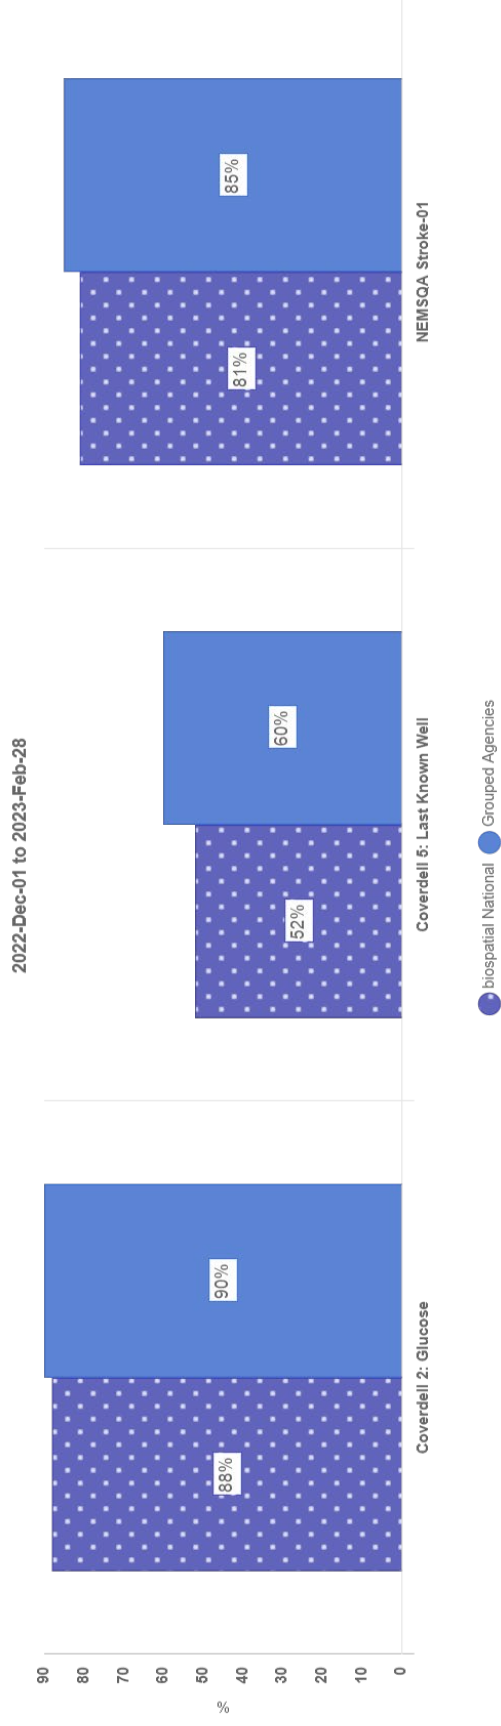 2022-Dec-01 to 2023-Feb-28
90
80
70
60
50
40
30
20
10
0
%
88%
90%
52%
60%
81%
85%
Coverdell 2: Glucose
Coverdell 5: Last Known Well
NEMSQA Stroke-01
biospatial National
Grouped Agencies